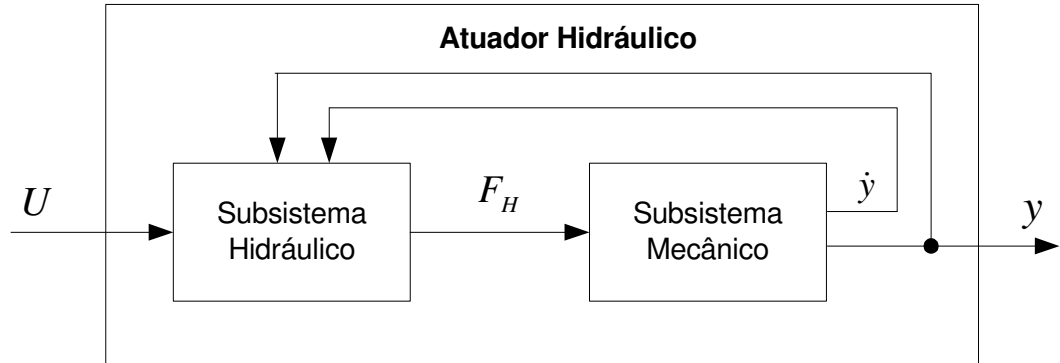 Atuador Hidráulico
U
Subsistema
Hidráulico
F_H
Subsistema
Mecânico
ẏ
y